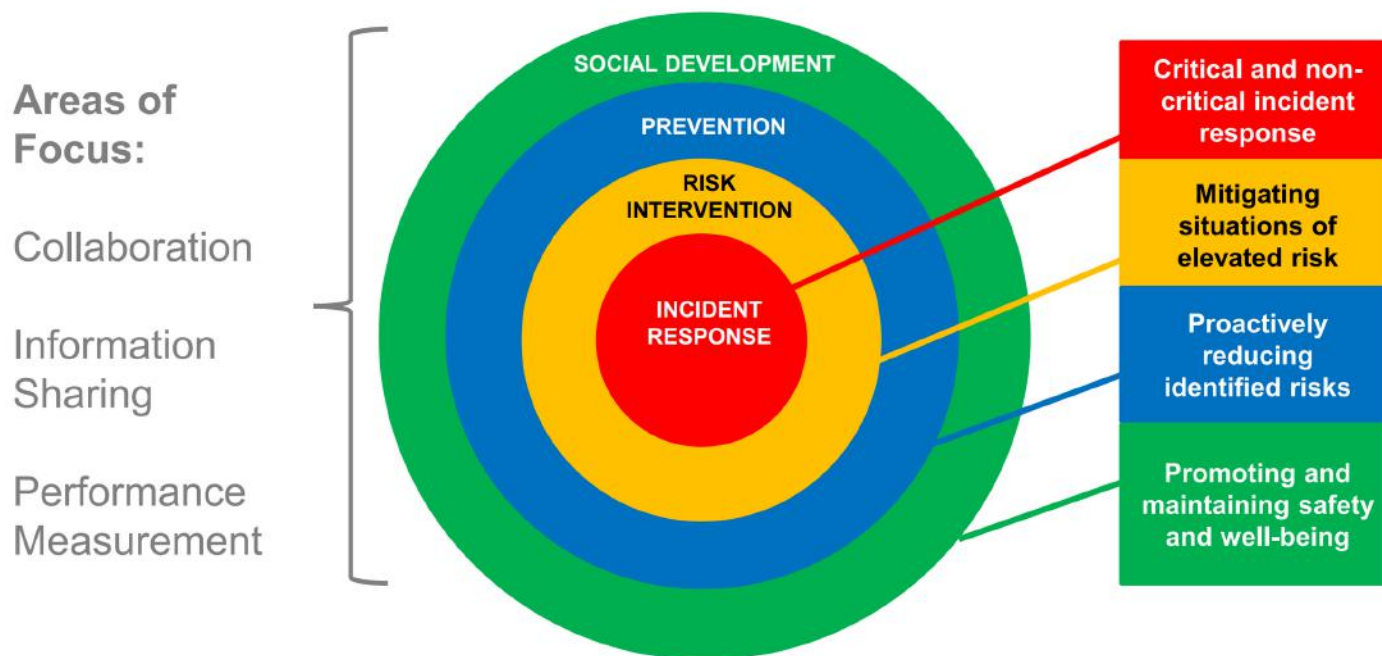 Areas of
Focus:
Collaboration
Information
Sharing
Performance
Measurement
SOCIAL DEVELOPMENT
PREVENTION
RISK
INTERVENTION
INCIDENT
RESPONSE
Critical and non-
critical incident
response
Mitigating
situations of
elevated risk
Proactively
reducing
identified risks
Promoting and
maintaining safety
and well-being